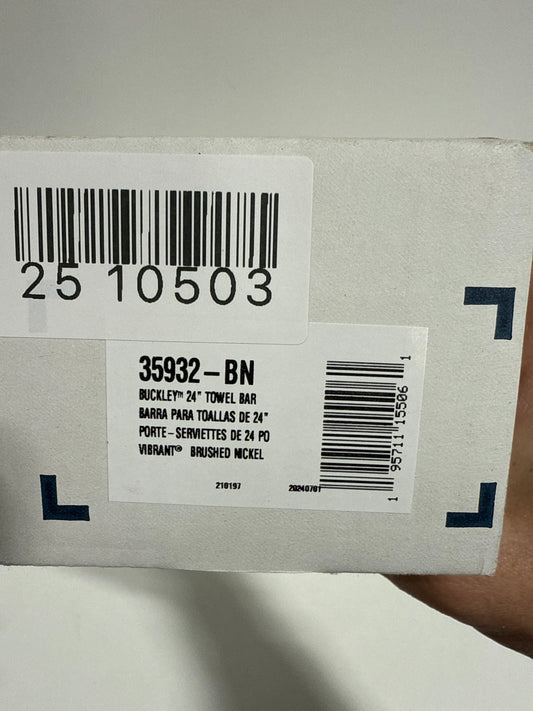 25 10503
35932-BN
BUCKLEY™ 24" TOWEL BAR
BARRA PARA TOALLAS DE 24"
PORTE-SERVIETTES DE 24 PO
VIBRANT® BRUSHED NICKEL
210197 20240701
1 95711 15506 1